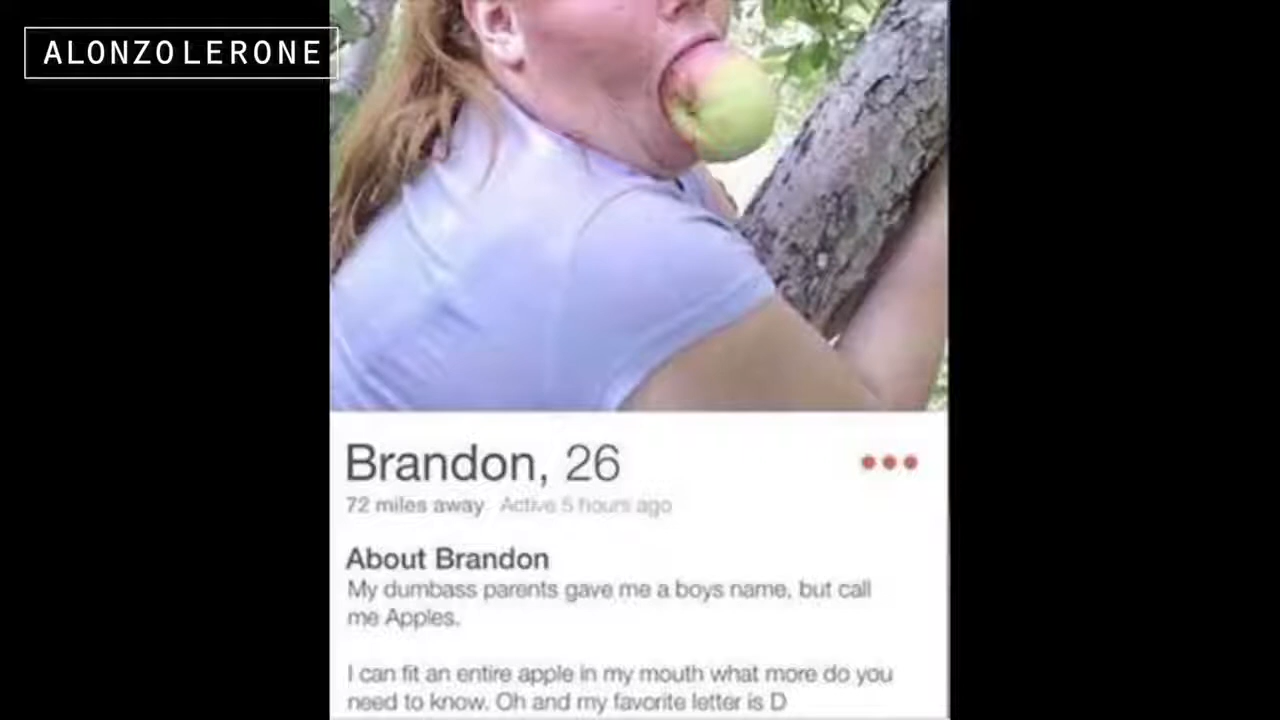 ALONZOLERONE
Brandon, 26
72 miles away Active 5 hours ago
About Brandon
My dumbass parents gave me a boys name, but call
me Apples.
I can fit an entire apple in my mouth what more do you
need to know. Oh and my favorite letter is D